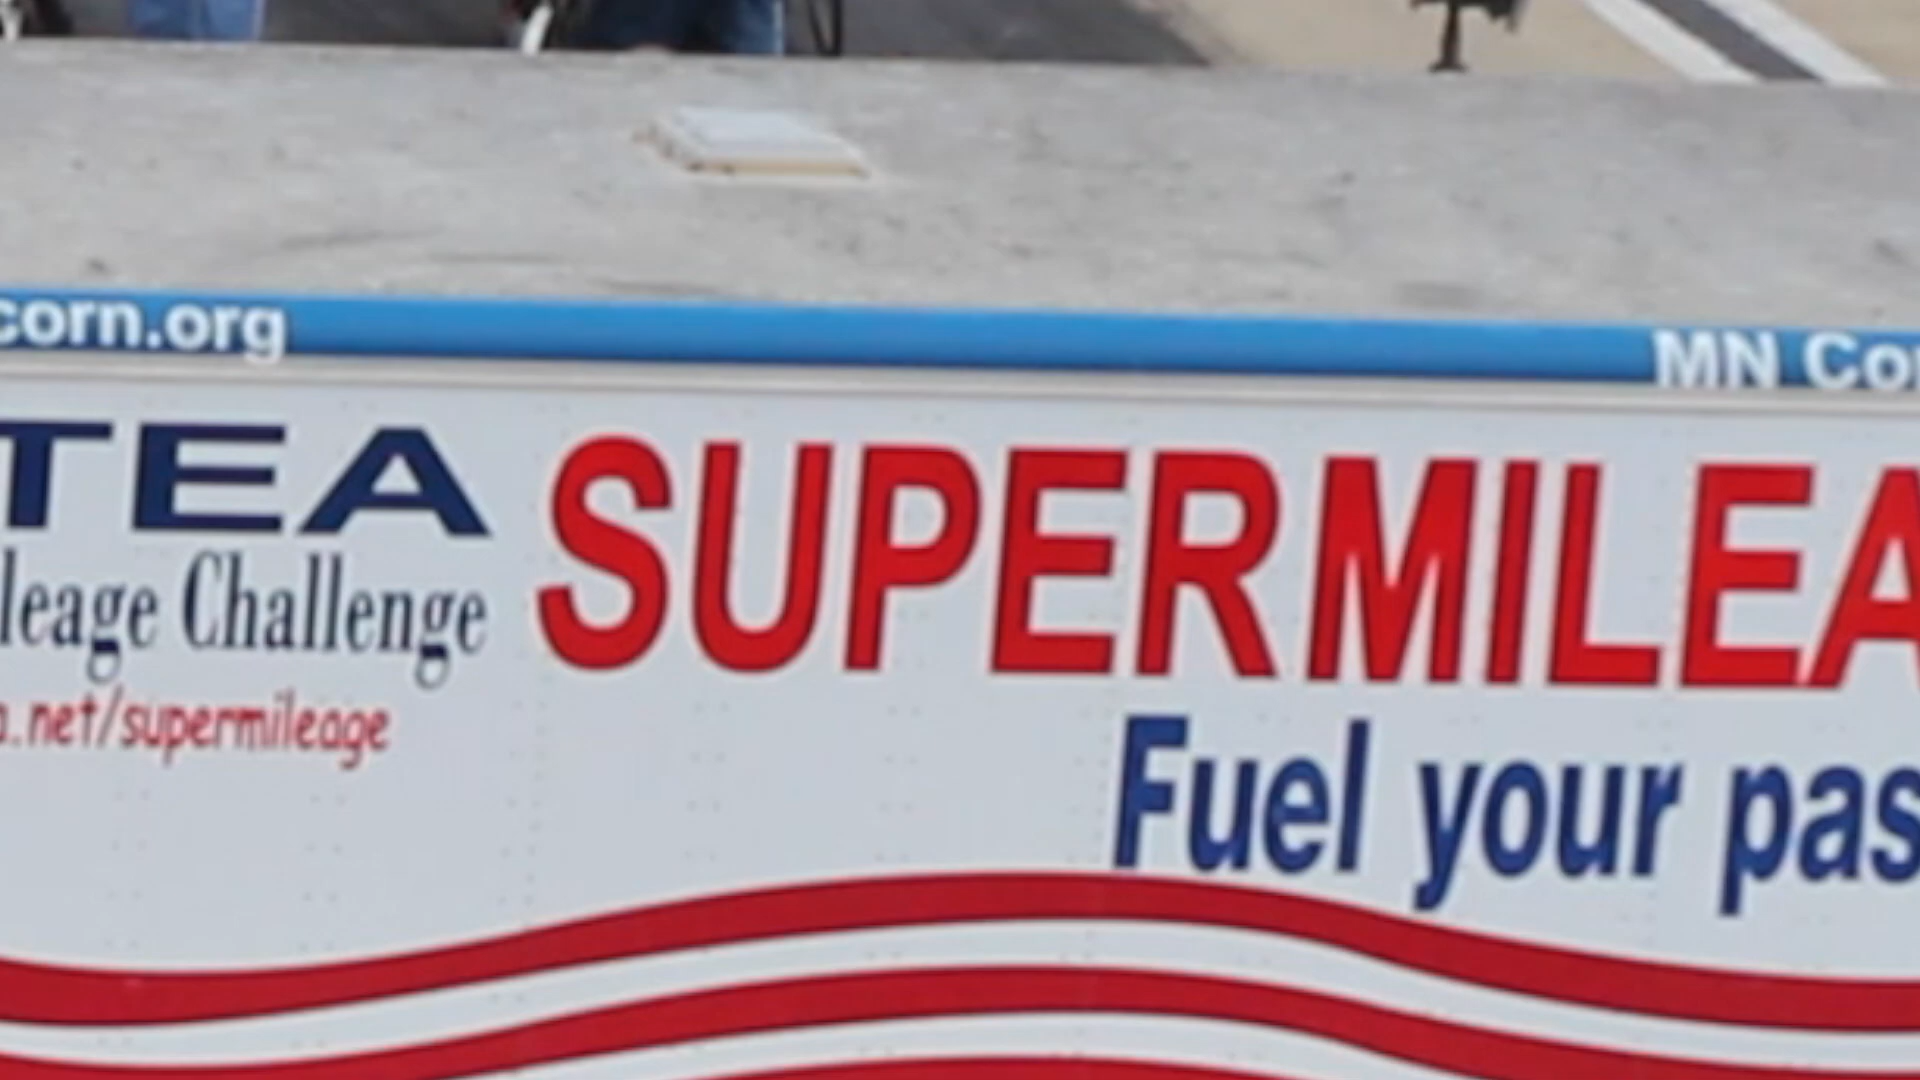 corn.org
MN Cor
TEA
SUPERMILEA
leage Challenge
.net/supermileage
Fuel your pas